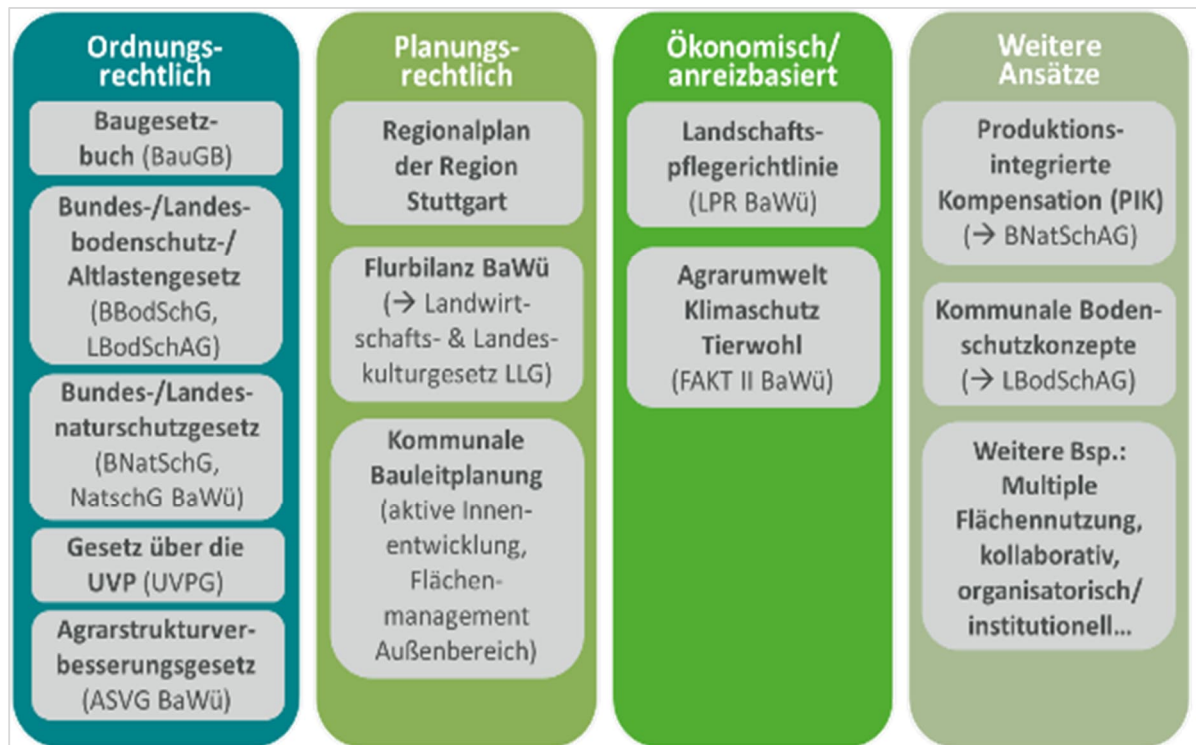 Ordnungs-
rechtlich
Baugesetz-
buch (BauGB)
Bundes-/Landes-
bodenschutz-/
Altlastengesetz
(BBodSchG,
LBodSchAG)
Bundes-/Landes-
naturschutzgesetz
(BNatSchG,
NatschG BaWü)
Gesetz über die
UVP (UVPG)
Agrarstrukturver-
besserungsgesetz
(ASVG BaWü)
Planungs-
rechtlich
Regionalplan
der Region
Stuttgart
Flurbilanz BaWü
(→ Landwirt-
schafts- & Landes-
kulturgesetz LLG)
Kommunale
Bauleitplanung
(aktive Innen-
entwicklung,
Flächen-
management
Außenbereich)
Ökonomisch/
anreizbasiert
Landschafts-
pflegerichtlinie
(LPR BaWü)
Agrarumwelt
Klimaschutz
Tierwohl
(FAKT II BaWü)
Weitere
Ansätze
Produktions-
integrierte
Kompensation (PIK)
(→ BNatSchAG)
Kommunale Boden-
schutzkonzepte
(→ LBodSchAG)
Weitere Bsp.:
Multiple
Flächennutzung,
kollaborativ,
organisatorisch/
institutionell...